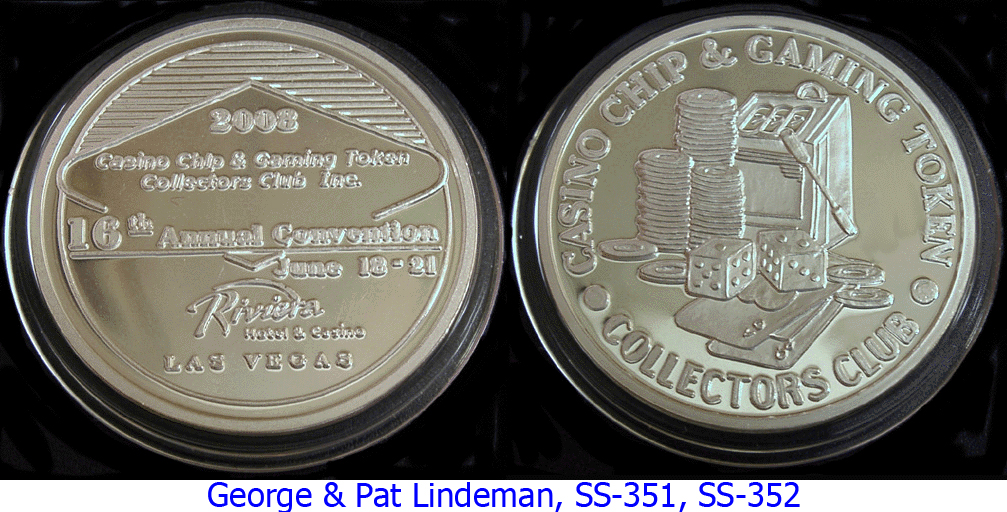 2008
Casino Chip & Gaming Token
Collectors Club Inc.
16th Annual Convention
June 18-21
Riviera
Hotel & Casino
LAS VEGAS
CASINO CHIP & GAMING TOKEN
COLLECTORS CLUB
George & Pat Lindeman, SS-351, SS-352